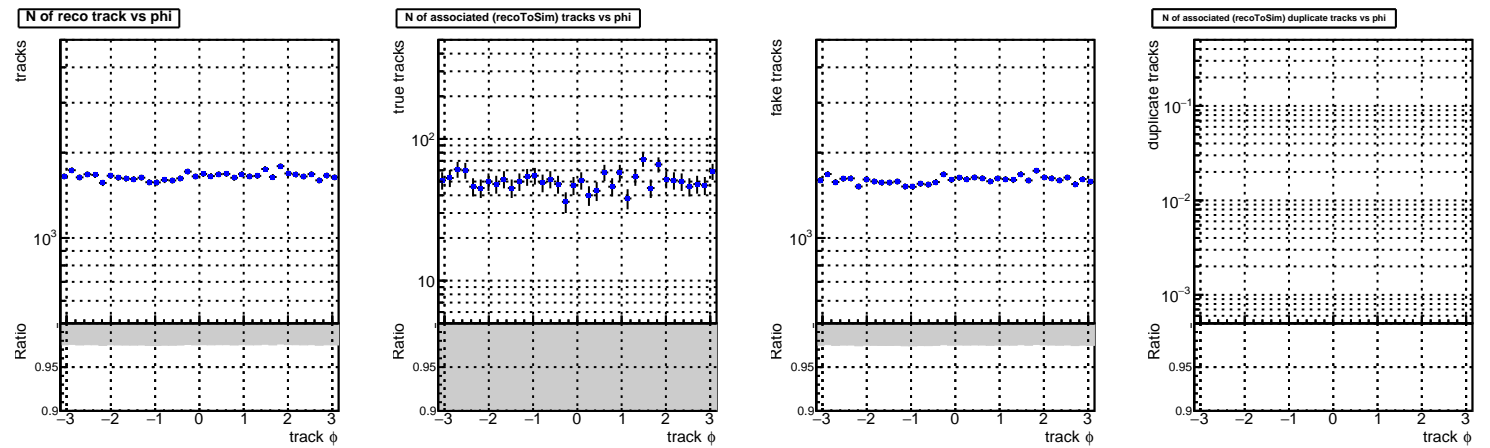 N of reco track vs phi
tracks
10³
Ratio
0.95
0.9
−3 −2 −1 0 1 2 3
track ϕ
N of associated (recoToSim) tracks vs phi
true tracks
10²
10
Ratio
0.95
0.9
−3 −2 −1 0 1 2 3
track ϕ
fake tracks
10³
Ratio
0.95
0.9
−3 −2 −1 0 1 2 3
track ϕ
N of associated (recoToSim) duplicate tracks vs phi
duplicate tracks
10⁻¹
10⁻²
10⁻³
Ratio
0.95
0.9
−3 −2 −1 0 1 2 3
track ϕ